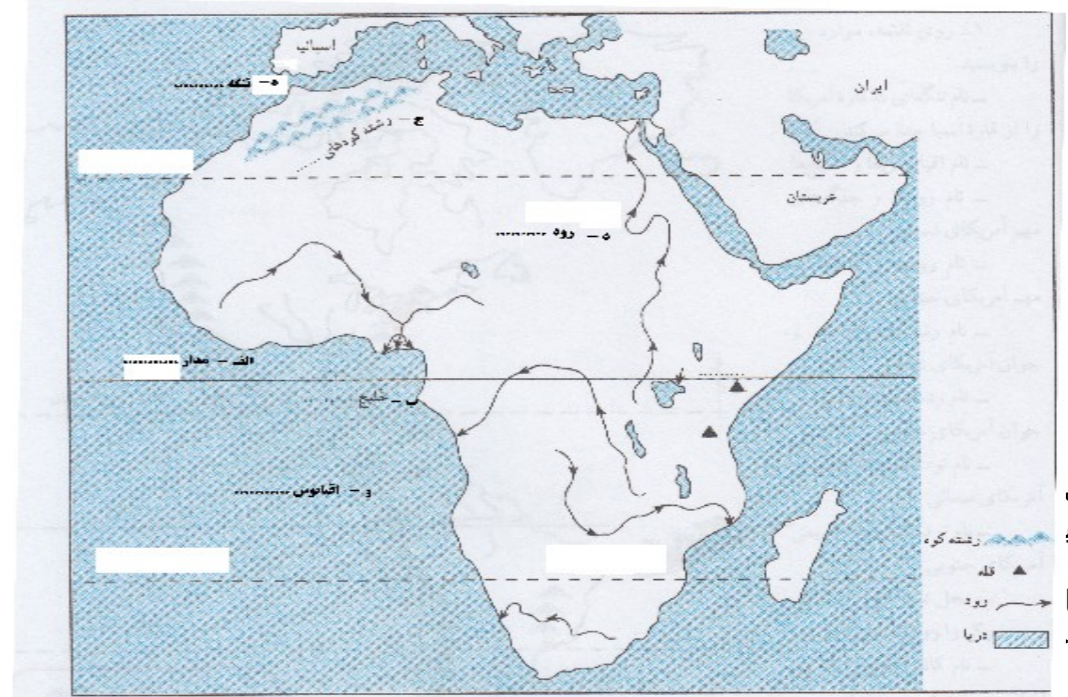 اسپانیا
ه – تنگه ............
ایران
ج – رشته کوه‌های ......
عربستان
ه – رود ..........
الف – مدار ............
..........
ب – خلیج ..........
و – اقیانوس ............
رشته کوه
قله
رود
دریا